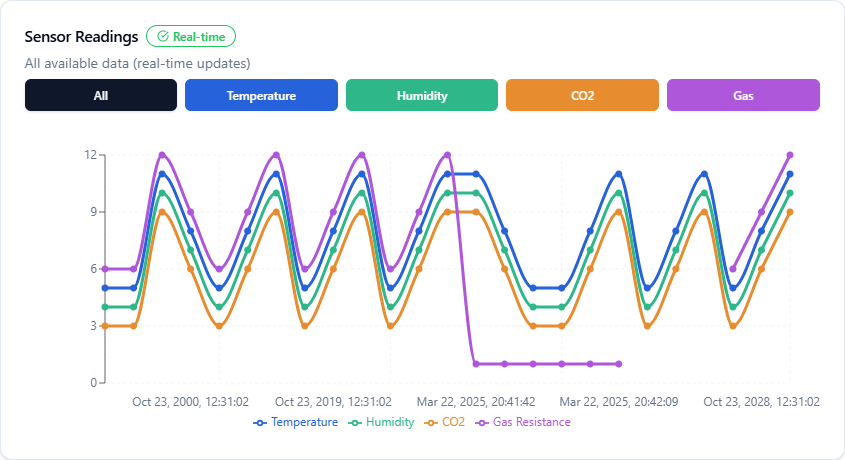 Sensor Readings Real-time
All available data (real-time updates)
All Temperature Humidity CO2 Gas
12
9
6
3
0
Oct 23, 2000, 12:31:02 Oct 23, 2019, 12:31:02 Mar 22, 2025, 20:41:42 Mar 22, 2025, 20:42:09 Oct 23, 2028, 12:31:02
Temperature Humidity CO2 Gas Resistance